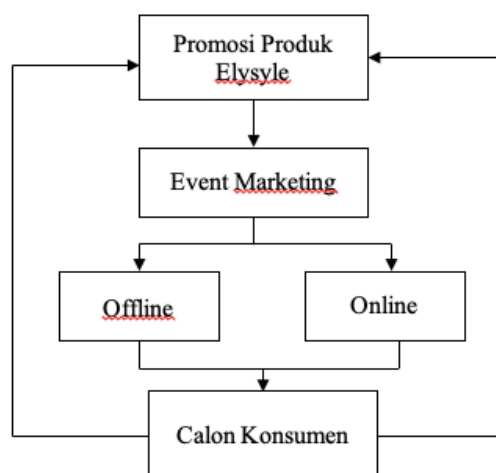 Promosi Produk
Elysyle
Event Marketing
Offline
Online
Calon Konsumen